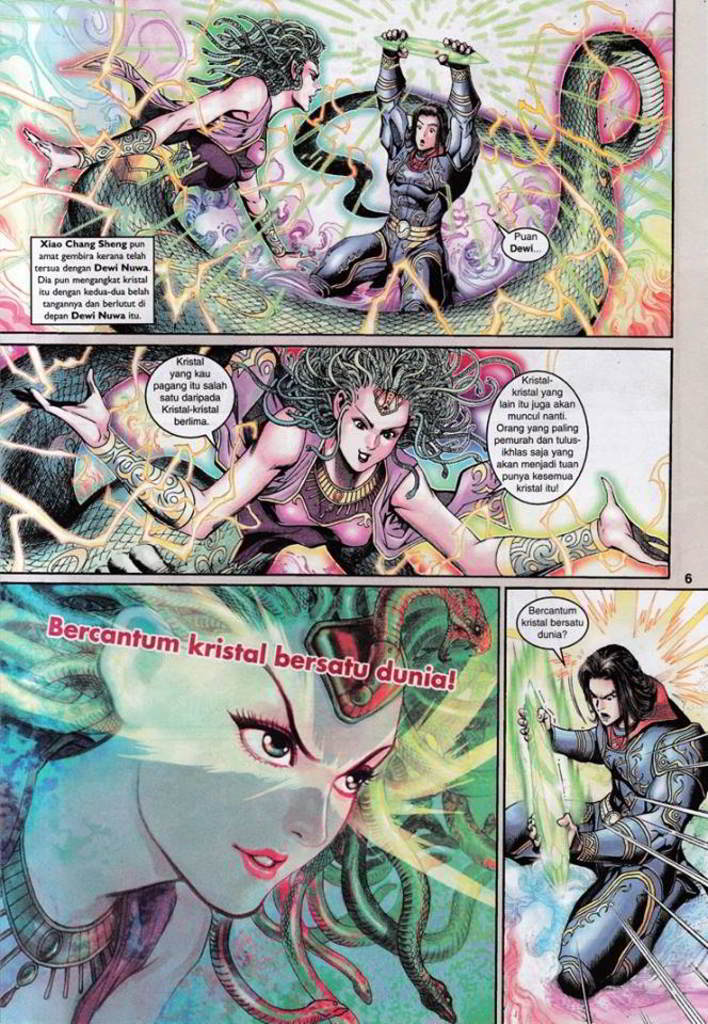 Xiao Chang Sheng pun
amat gembira kerana telah
tersua dengan Dewi Nuwa.
Dia pun mengangkat kristal
itu dengan kedua-dua belah
tangannya dan berlutut di
depan Dewi Nuwa itu.
Puan
Dewi...
Kristal
yang kau
pagang itu salah
satu daripada
Kristal-kristal
berlima.
Kristal-
kristal yang
lain itu juga akan
muncul nanti.
Orang yang paling
pemurah dan tulus-
ikhlas saja yang
akan menjadi tuan
punya kesemua
kristal itu!
6
Bercantum kristal bersatu dunia!
Bercantum
kristal bersatu
dunia?